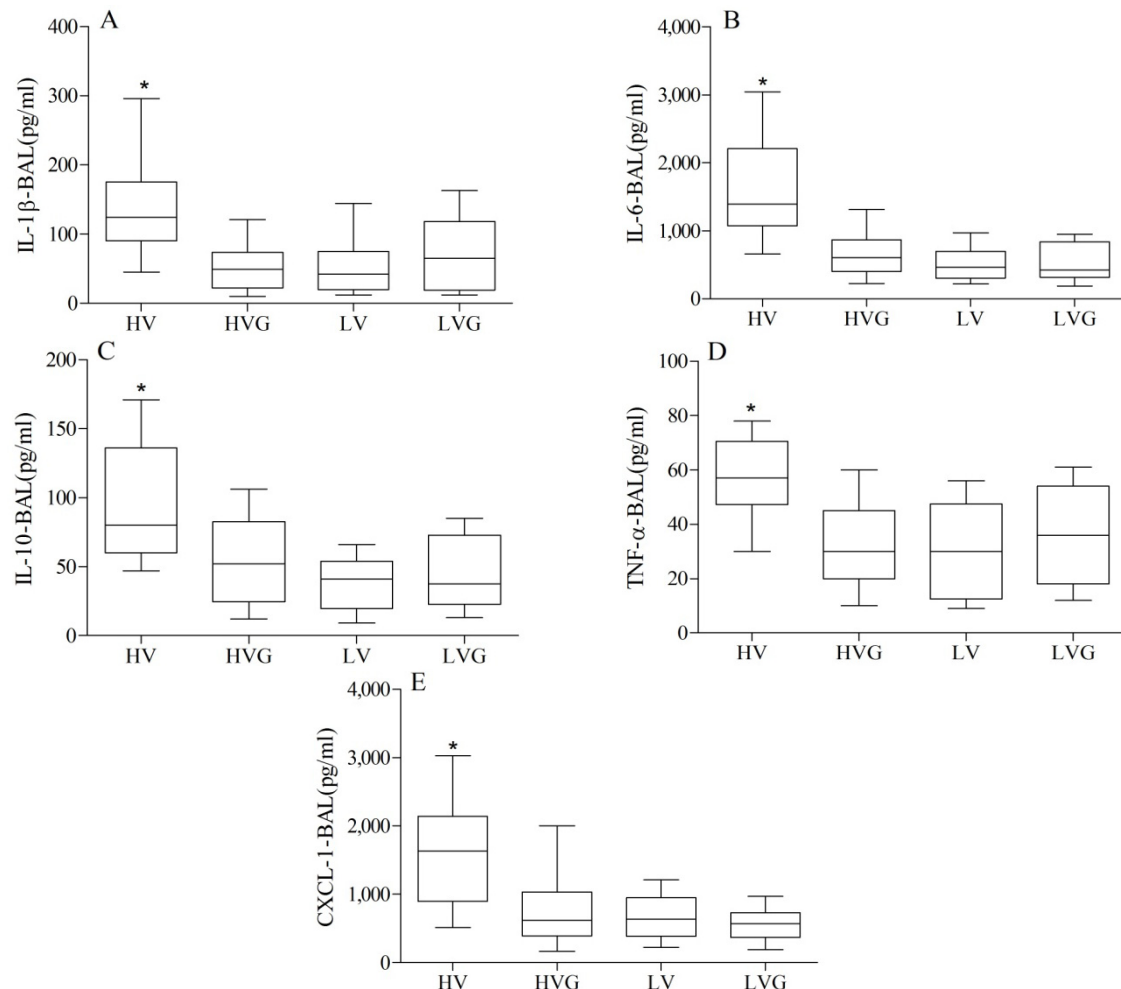 A
IL-1β-BAL(pg/ml)
400
300
200
100
0
*
HV HVG LV LVG
B
IL-6-BAL(pg/ml)
4,000
3,000
2,000
1,000
0
*
HV HVG LV LVG
C
IL-10-BAL(pg/ml)
200
150
100
50
0
*
HV HVG LV LVG
D
TNF-α-BAL(pg/ml)
100
80
60
40
20
0
*
HV HVG LV LVG
E
CXCL-1-BAL(pg/ml)
4,000
3,000
2,000
1,000
0
*
HV HVG LV LVG